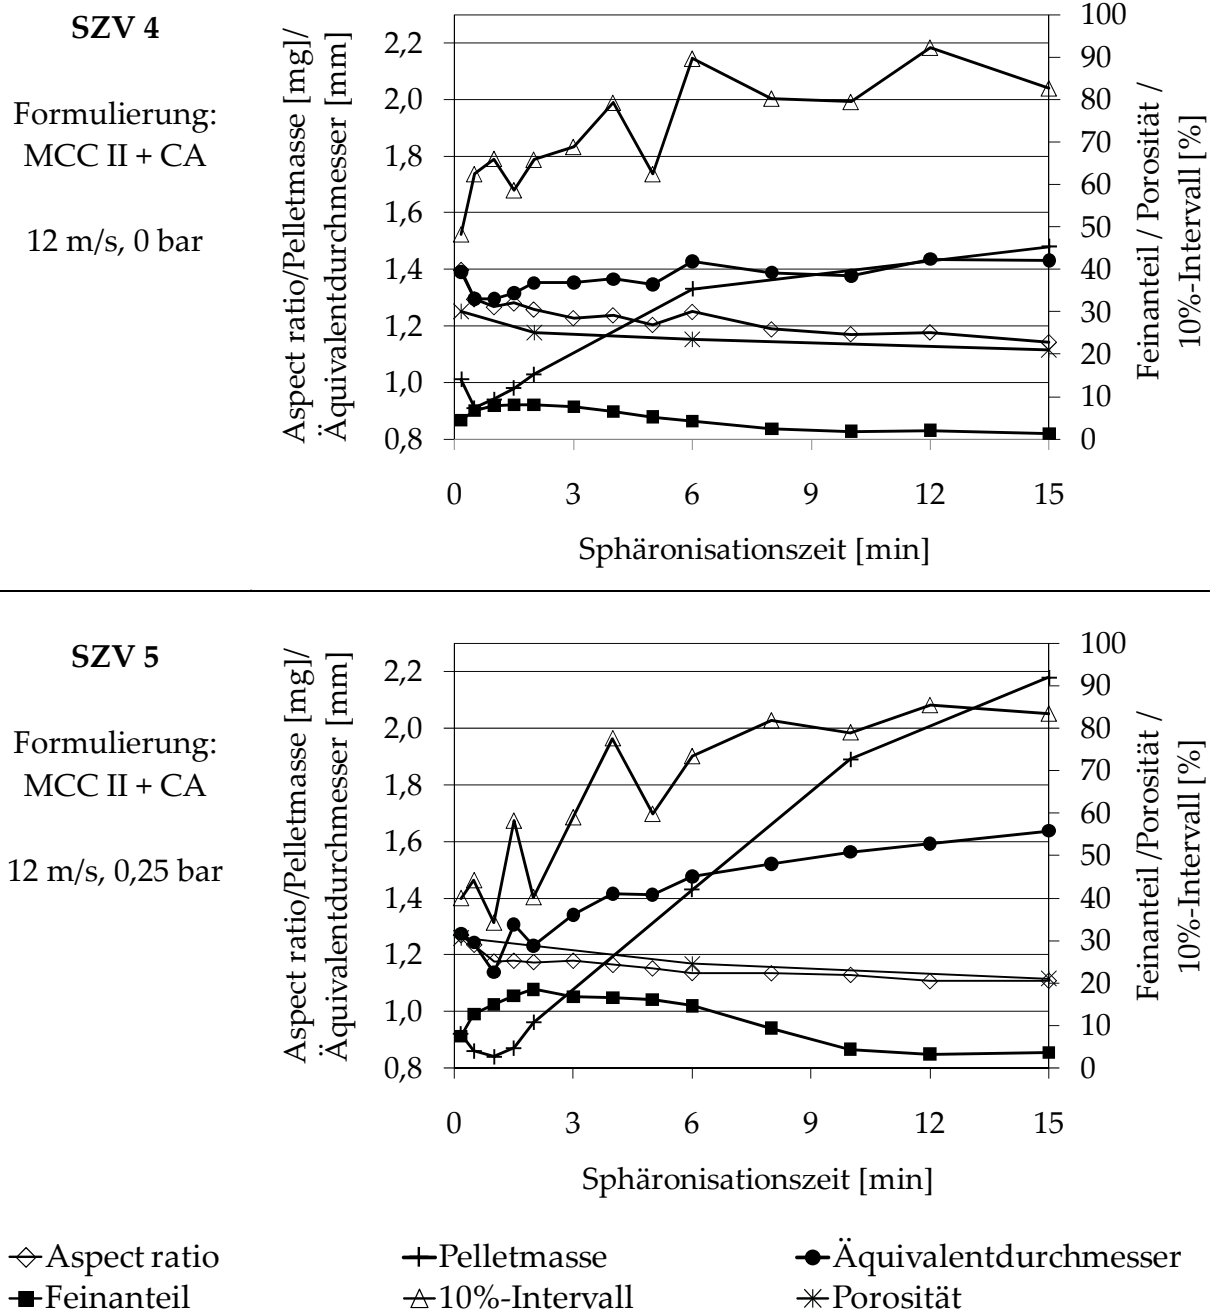 SZV 4
Formulierung:
MCC II + CA
12 m/s, 0 bar
Aspect ratio/Pelletmasse [mg]/
Äquivalentdurchmesser [mm]
2,2
2,0
1,8
1,6
1,4
1,2
1,0
0,8
100
90
80
70
60
50
40
30
20
10
0
Feinanteil / Porosität /
10%-Intervall [%]
0 3 6 9 12 15
Sphäronisationszeit [min]
SZV 5
Formulierung:
MCC II + CA
12 m/s, 0,25 bar
Aspect ratio/Pelletmasse [mg]/
Äquivalentdurchmesser [mm]
2,2
2,0
1,8
1,6
1,4
1,2
1,0
0,8
100
90
80
70
60
50
40
30
20
10
0
Feinanteil /Porosität /
10%-Intervall [%]
0 3 6 9 12 15
Sphäronisationszeit [min]
Aspect ratio Pelletmasse Äquivalentdurchmesser
Feinanteil 10%-Intervall Porosität